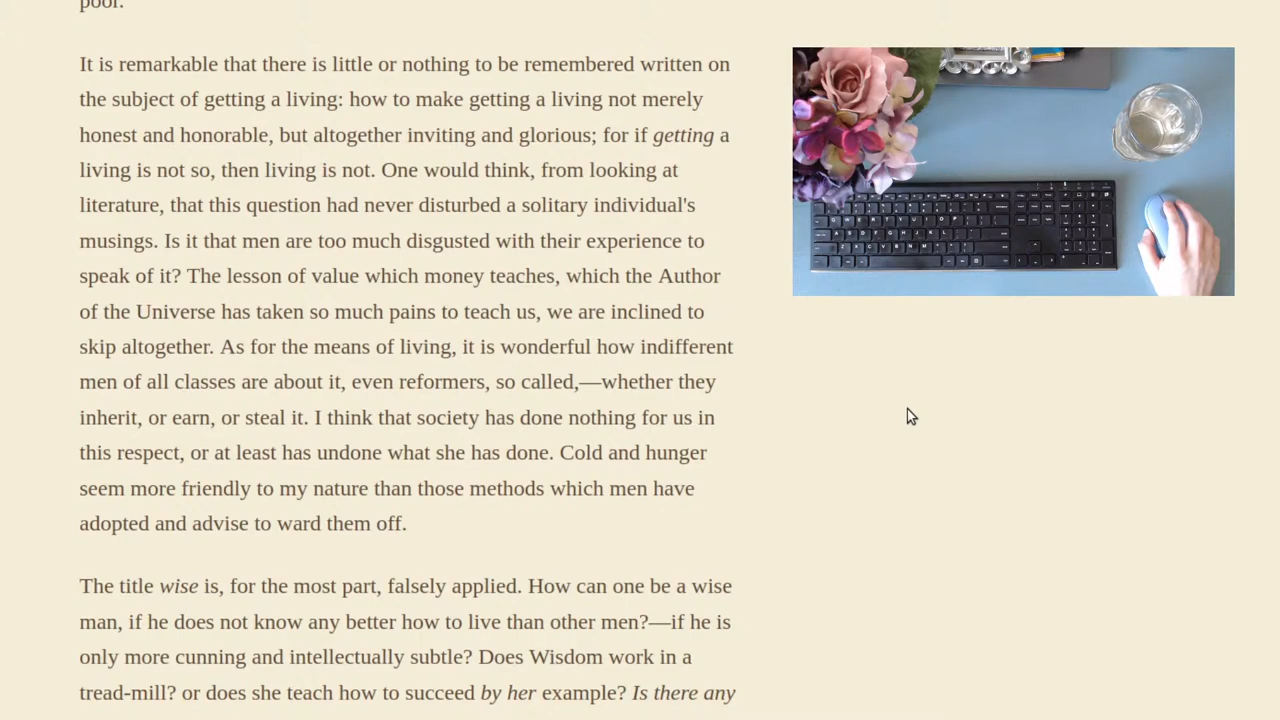 poor.
It is remarkable that there is little or nothing to be remembered written on
the subject of getting a living: how to make getting a living not merely
honest and honorable, but altogether inviting and glorious; for if getting a
living is not so, then living is not. One would think, from looking at
literature, that this question had never disturbed a solitary individual's
musings. Is it that men are too much disgusted with their experience to
speak of it? The lesson of value which money teaches, which the Author
of the Universe has taken so much pains to teach us, we are inclined to
skip altogether. As for the means of living, it is wonderful how indifferent
men of all classes are about it, even reformers, so called,—whether they
inherit, or earn, or steal it. I think that society has done nothing for us in
this respect, or at least has undone what she has done. Cold and hunger
seem more friendly to my nature than those methods which men have
adopted and advise to ward them off.
The title wise is, for the most part, falsely applied. How can one be a wise
man, if he does not know any better how to live than other men?—if he is
only more cunning and intellectually subtle? Does Wisdom work in a
tread-mill? or does she teach how to succeed by her example? Is there any